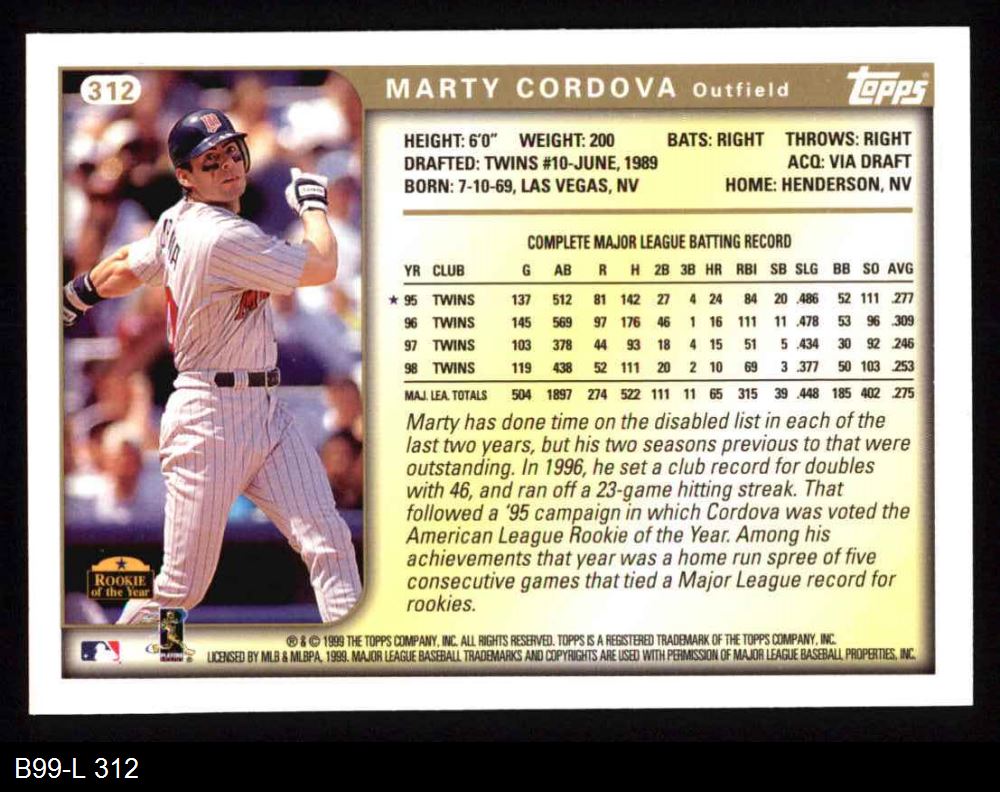 312
MARTY CORDOVA Outfield
Topps
HEIGHT: 6'0" WEIGHT: 200 BATS: RIGHT THROWS: RIGHT
DRAFTED: TWINS #10-JUNE, 1989 ACQ: VIA DRAFT
BORN: 7-10-69, LAS VEGAS, NV HOME: HENDERSON, NV
COMPLETE MAJOR LEAGUE BATTING RECORD
YR CLUB G AB R H 2B 3B HR RBI SB SLG BB SO AVG
★ 95 TWINS 137 512 81 142 27 4 24 84 20 .486 52 111 .277
96 TWINS 145 569 97 176 46 1 16 111 11 .478 53 96 .309
97 TWINS 103 378 44 93 18 4 15 51 5 .434 30 92 .246
98 TWINS 119 438 52 111 20 2 10 69 3 .377 50 103 .253
MAJ. LEA. TOTALS 504 1897 274 522 111 11 65 315 39 .448 185 402 .275
Marty has done time on the disabled list in each of the
last two years, but his two seasons previous to that were
outstanding. In 1996, he set a club record for doubles
with 46, and ran off a 23-game hitting streak. That
followed a '95 campaign in which Cordova was voted the
American League Rookie of the Year. Among his
achievements that year was a home run spree of five
consecutive games that tied a Major League record for
rookies.
ROOKIE
of the Year
® & © 1999 THE TOPPS COMPANY, INC. ALL RIGHTS RESERVED. TOPPS IS A REGISTERED TRADEMARK OF THE TOPPS COMPANY, INC.
LICENSED BY MLB & MLBPA, 1999. MAJOR LEAGUE BASEBALL TRADEMARKS AND COPYRIGHTS ARE USED WITH PERMISSION OF MAJOR LEAGUE BASEBALL PROPERTIES, INC.
B99-L 312